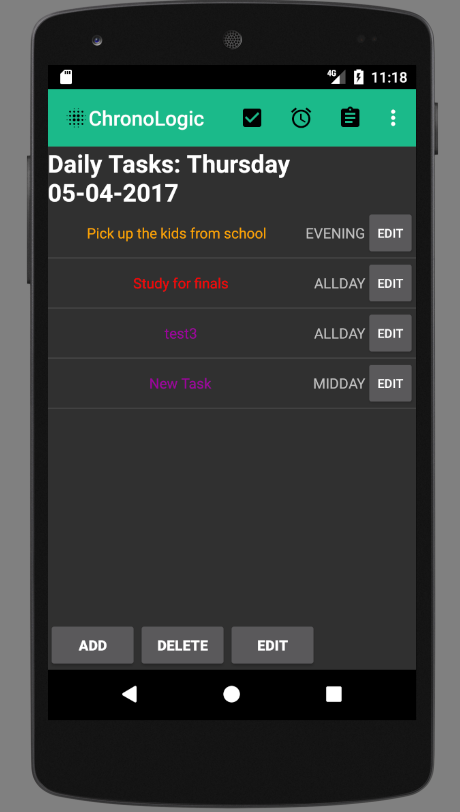 4G 11:18
ChronoLogic
Daily Tasks: Thursday
05-04-2017
Pick up the kids from school EVENING EDIT
Study for finals ALLDAY EDIT
test3 ALLDAY EDIT
New Task MIDDAY EDIT
ADD DELETE EDIT